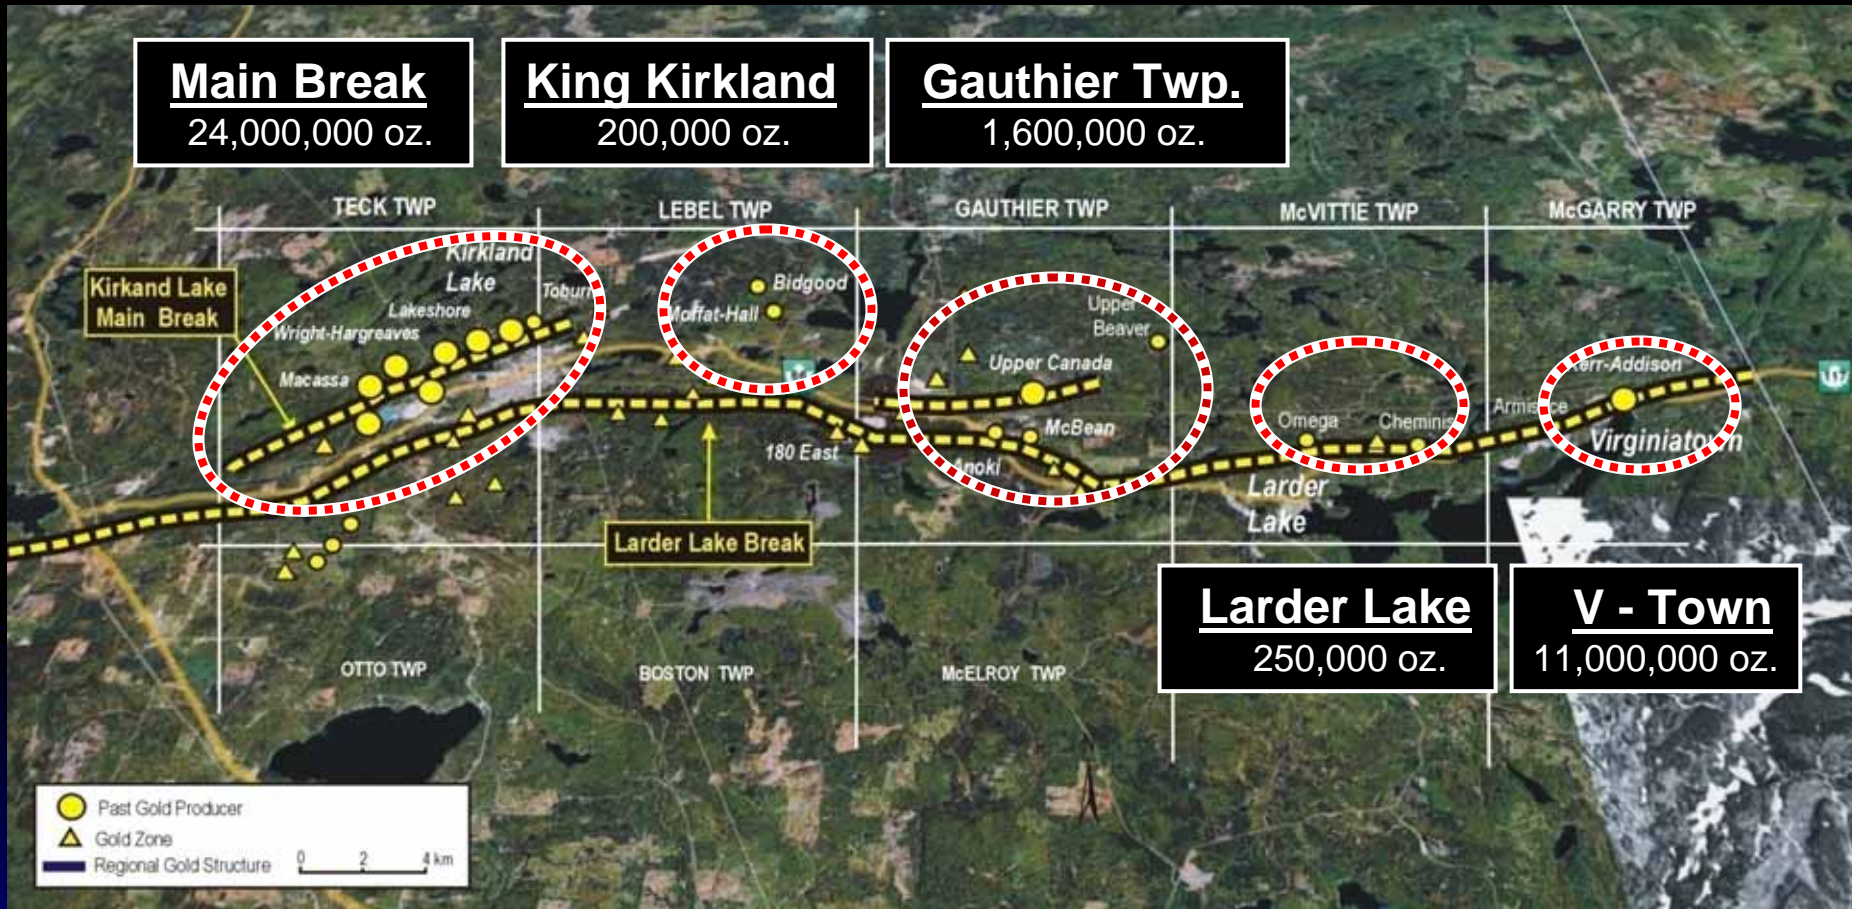 Main Break
24,000,000 oz.
King Kirkland
200,000 oz.
Gauthier Twp.
1,600,000 oz.
TECK TWP
LEBEL TWP
GAUTHIER TWP
McVITTIE TWP
McGARRY TWP
Kirkand Lake
Main Break
Kirkland
Lake
Toburn
Lakeshore
Wright-Hargreaves
Macassa
Bidgood
Moffat-Hall
Upper
Beaver
Upper Canada
McBean
180 East
Anoki
Omega
Cheminis
Armistice
Kerr-Addison
Virginiatown
Larder
Lake
Larder Lake Break
Larder Lake
250,000 oz.
V - Town
11,000,000 oz.
OTTO TWP
BOSTON TWP
McELROY TWP
Past Gold Producer
Gold Zone
Regional Gold Structure
0 2 4 km